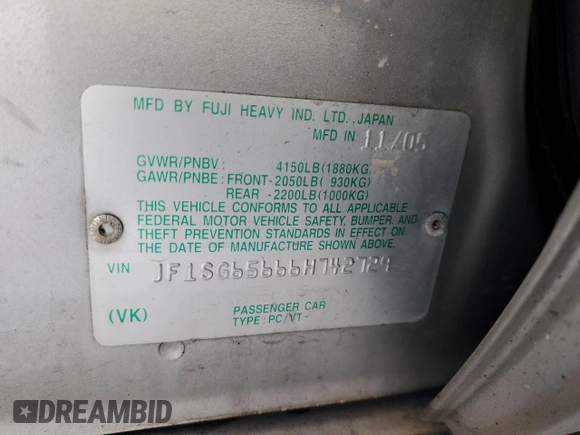 MFD BY FUJI HEAVY IND. LTD., JAPAN
MFD IN 11/05
GVWR/PNBV : 4150LB(1880KG)
GAWR/PNBE : FRONT-2050LB( 930KG)
REAR -2200LB(1000KG)
THIS VEHICLE CONFORMS TO ALL APPLICABLE
FEDERAL MOTOR VEHICLE SAFETY, BUMPER, AND
THEFT PREVENTION STANDARDS IN EFFECT ON
THE DATE OF MANUFACTURE SHOWN ABOVE.
VIN JF1SG65666H742729
(VK) PASSENGER CAR
TYPE : PC/VT-
DREAMBID